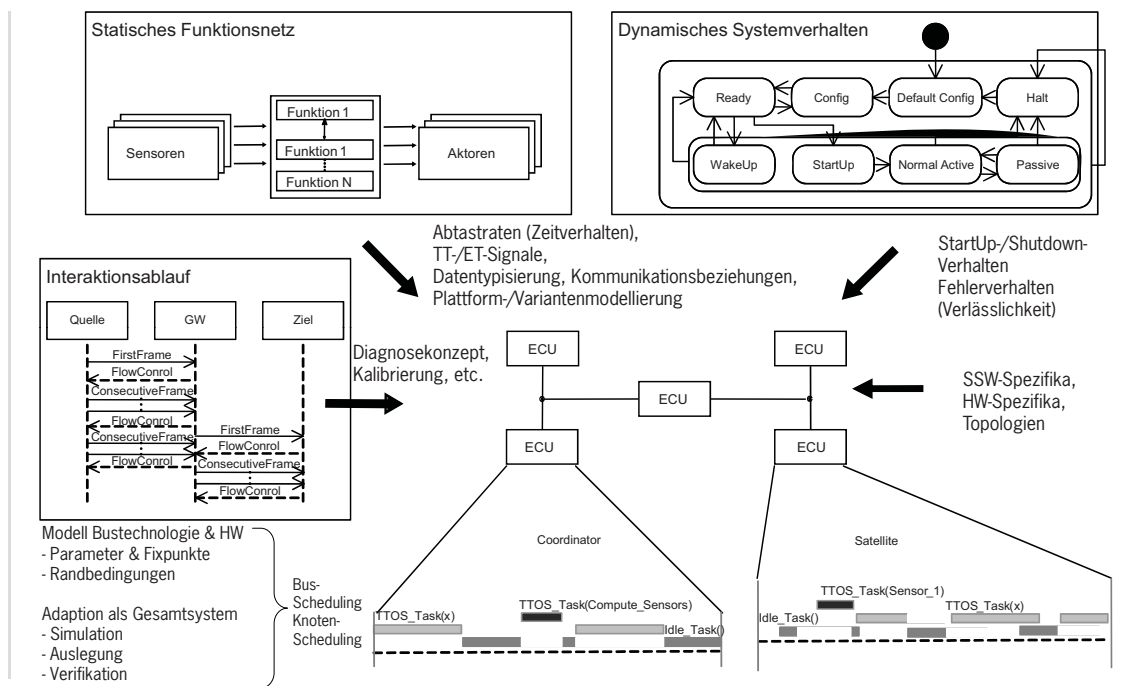 Statisches Funktionsnetz
Sensoren
Funktion 1
Funktion 1
Funktion N
Aktoren
Dynamisches Systemverhalten
Ready
Config
Default Config
Halt
WakeUp
StartUp
Normal Active
Passive
Abtastraten (Zeitverhalten),
TT-/ET-Signale,
Datentypisierung, Kommunikationsbeziehungen,
Plattform-/Variantenmodellierung
StartUp-/Shutdown-
Verhalten
Fehlerverhalten
(Verlässlichkeit)
Interaktionsablauf
Quelle
GW
Ziel
FirstFrame
FlowConrol
ConsecutiveFrame
FlowConrol
FirstFrame
ConsecutiveFrame
FlowConrol
FlowConrol
ConsecutiveFrame
FlowConrol
Diagnosekonzept,
Kalibrierung, etc.
ECU
ECU
ECU
ECU
ECU
SSW-Spezifika,
HW-Spezifika,
Topologien
Modell Bustechnologie & HW
- Parameter & Fixpunkte
- Randbedingungen
Adaption als Gesamtsystem
- Simulation
- Auslegung
- Verifikation
Bus-
Scheduling
Knoten-
Scheduling
Coordinator
TTOS_Task(x)
TTOS_Task(Compute_Sensors)
Idle_Task()
Satellite
Idle_Task()
TTOS_Task(Sensor_1)
TTOS_Task(x)